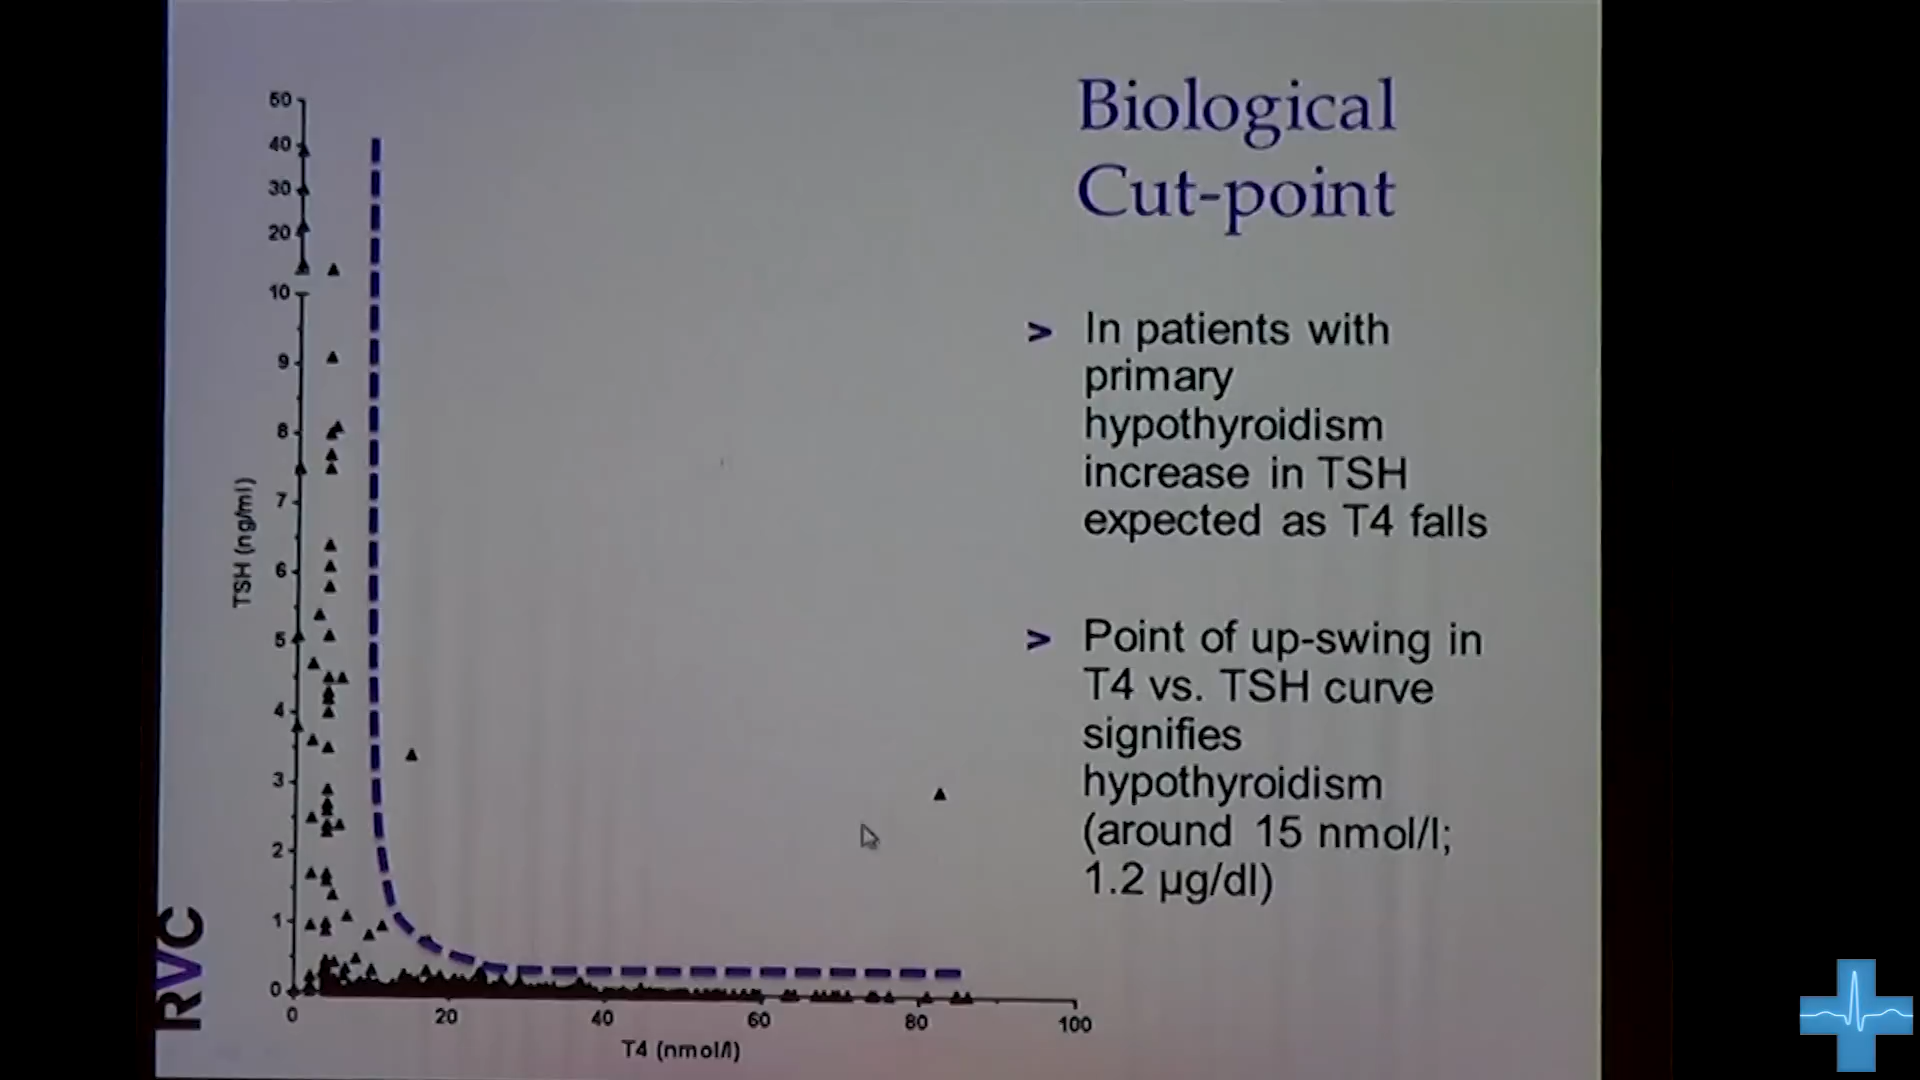 Biological
Cut-point
> In patients with
primary
hypothyroidism
increase in TSH
expected as T4 falls
> Point of up-swing in
T4 vs. TSH curve
signifies
hypothyroidism
(around 15 nmol/l;
1.2 µg/dl)
50
40
30
20
10
9
8
7
6
5
4
3
2
1
0
TSH (ng/ml)
0 20 40 60 80 100
T4 (nmol/l)
RVC